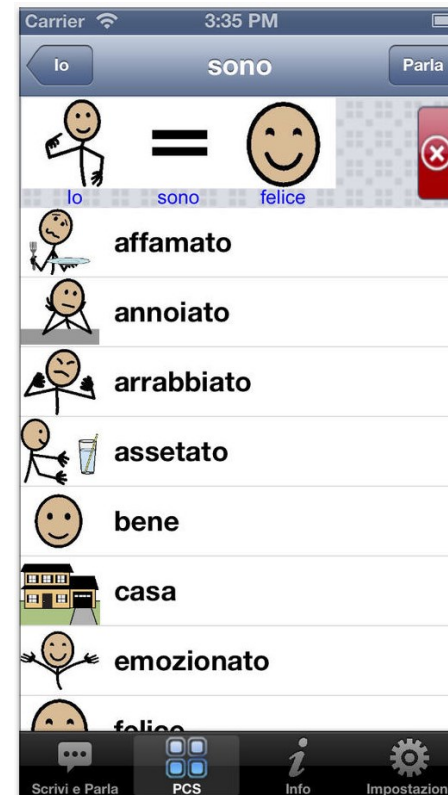 Carrier 3:35 PM
Io sono Parla
Io sono felice
affamato
annoiato
arrabbiato
assetato
bene
casa
emozionato
felice
Scrivi e Parla PCS Info Impostazion